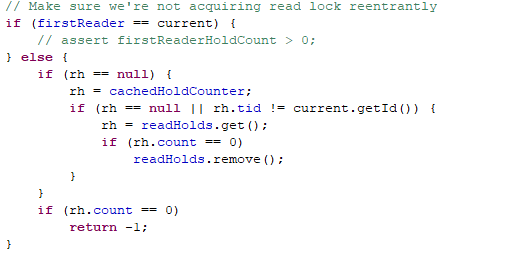 // Make sure we're not acquiring read lock reentrantly
if (firstReader == current) {
    // assert firstReaderHoldCount > 0;
} else {
    if (rh == null) {
        rh = cachedHoldCounter;
        if (rh == null || rh.tid != current.getId()) {
            rh = readHolds.get();
            if (rh.count == 0)
                readHolds.remove();
        }
    }
    if (rh.count == 0)
        return -1;
}